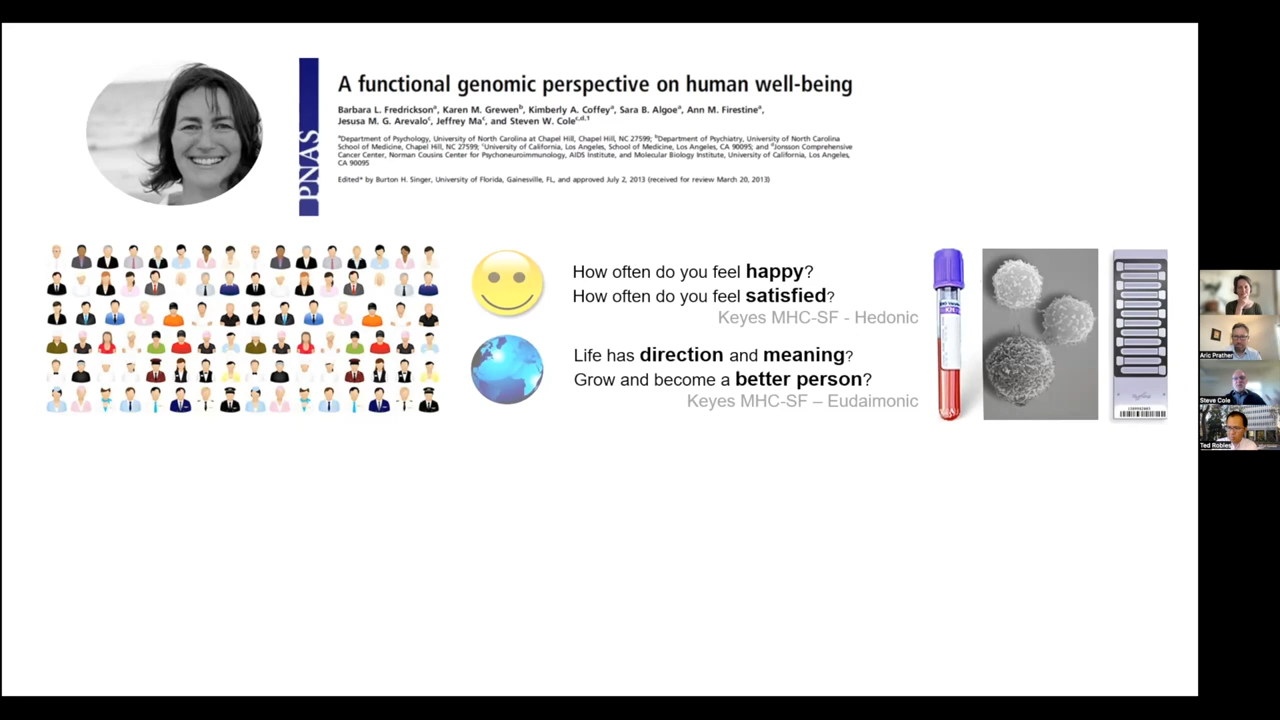 PNAS
A functional genomic perspective on human well-being
Barbara L. Fredrickson^a, Karen M. Grewen^b, Kimberly A. Coffey^a, Sara B. Algoe^a, Ann M. Firestine^a,
Jesusa M. G. Arevalo^c, Jeffrey Ma^c, and Steven W. Cole^c,d,1
^aDepartment of Psychology, University of North Carolina at Chapel Hill, Chapel Hill, NC 27599; ^bDepartment of Psychiatry, University of North Carolina
School of Medicine, Chapel Hill, NC 27599; ^cUniversity of California, Los Angeles, School of Medicine, Los Angeles, CA 90095; and ^dJonsson Comprehensive
Cancer Center, Norman Cousins Center for Psychoneuroimmunology, AIDS Institute, and Molecular Biology Institute, University of California, Los Angeles,
CA 90095
Edited* by Burton H. Singer, University of Florida, Gainesville, FL, and approved July 2, 2013 (received for review March 20, 2013)
How often do you feel happy?
How often do you feel satisfied?
Keyes MHC-SF - Hedonic
Life has direction and meaning?
Grow and become a better person?
Keyes MHC-SF – Eudaimonic
Aric Prather
Steve Cole
Ted Robles